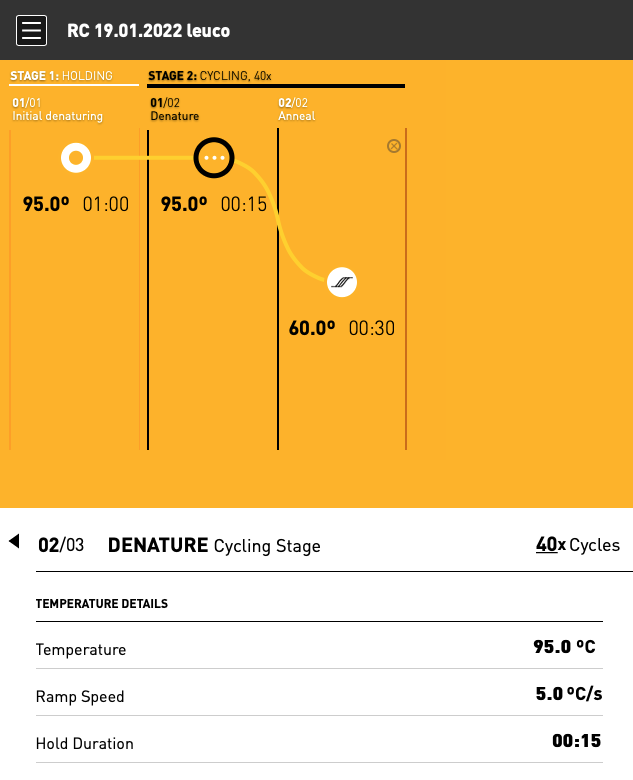 RC 19.01.2022 leuco
STAGE 1: HOLDING
STAGE 2: CYCLING, 40x
01/01
Initial denaturing
01/02
Denature
02/02
Anneal
95.0º 01:00
95.0º 00:15
60.0º 00:30
02/03 DENATURE Cycling Stage
40x Cycles
TEMPERATURE DETAILS
Temperature 95.0 ºC
Ramp Speed 5.0 ºC/s
Hold Duration 00:15